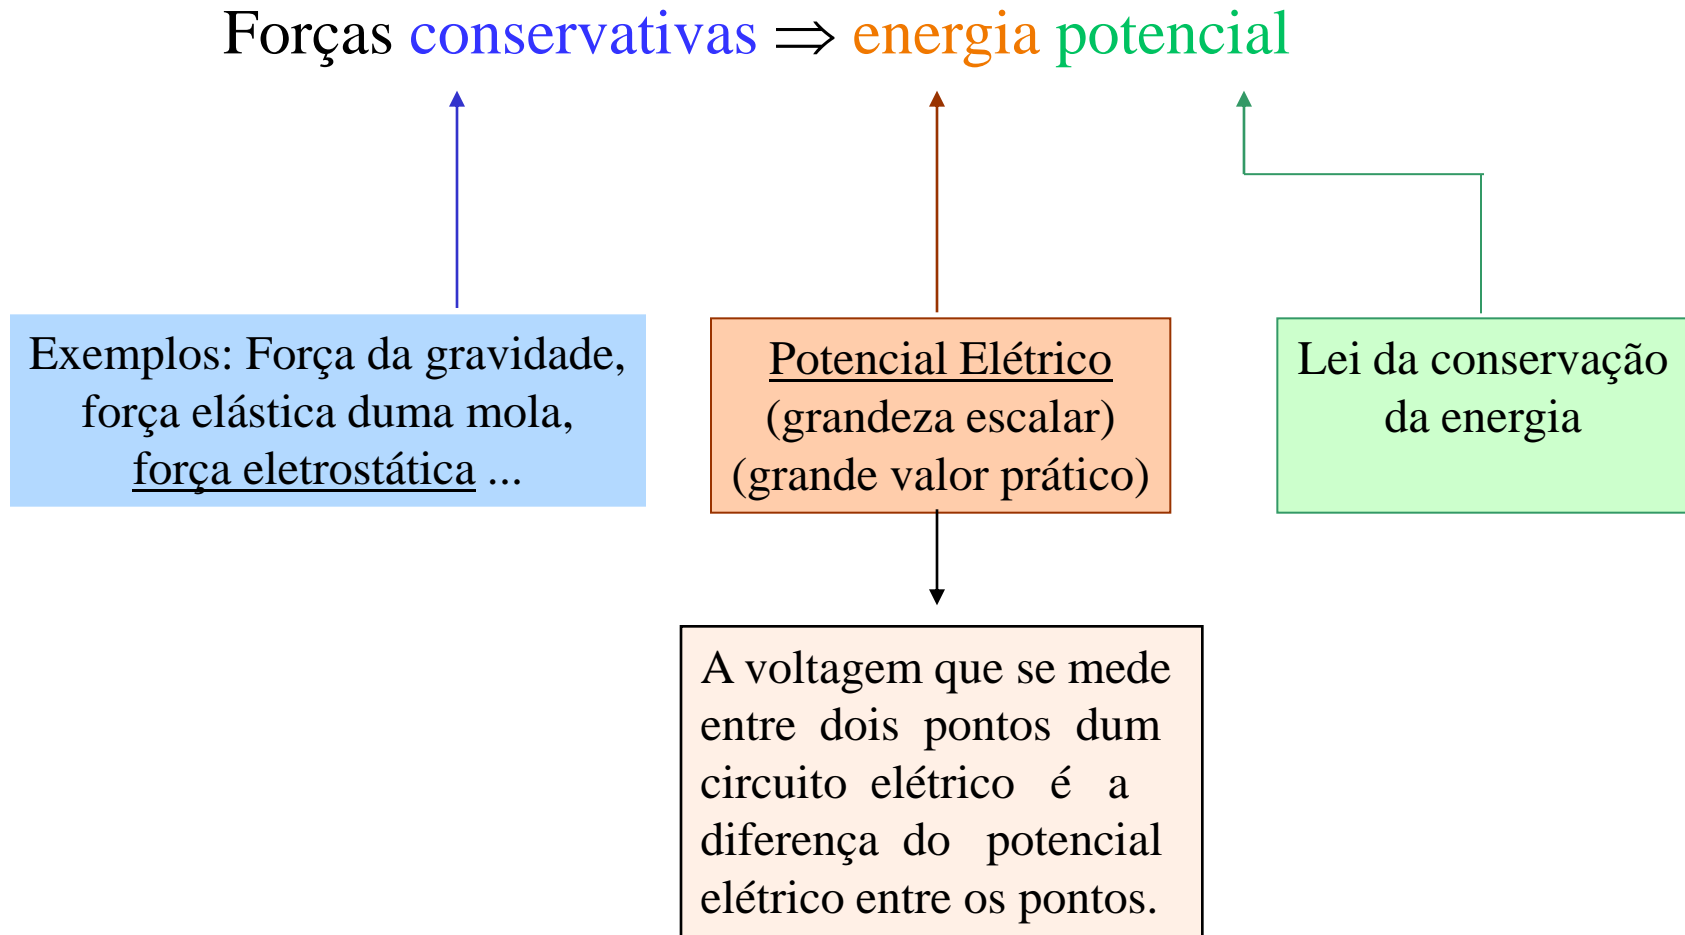 Forças conservativas ⇒ energia potencial
Exemplos: Força da gravidade,
força elástica duma mola,
força eletrostática ...
Potencial Elétrico
(grandeza escalar)
(grande valor prático)
Lei da conservação
da energia
A voltagem que se mede
entre dois pontos dum
circuito elétrico é a
diferença do potencial
elétrico entre os pontos.